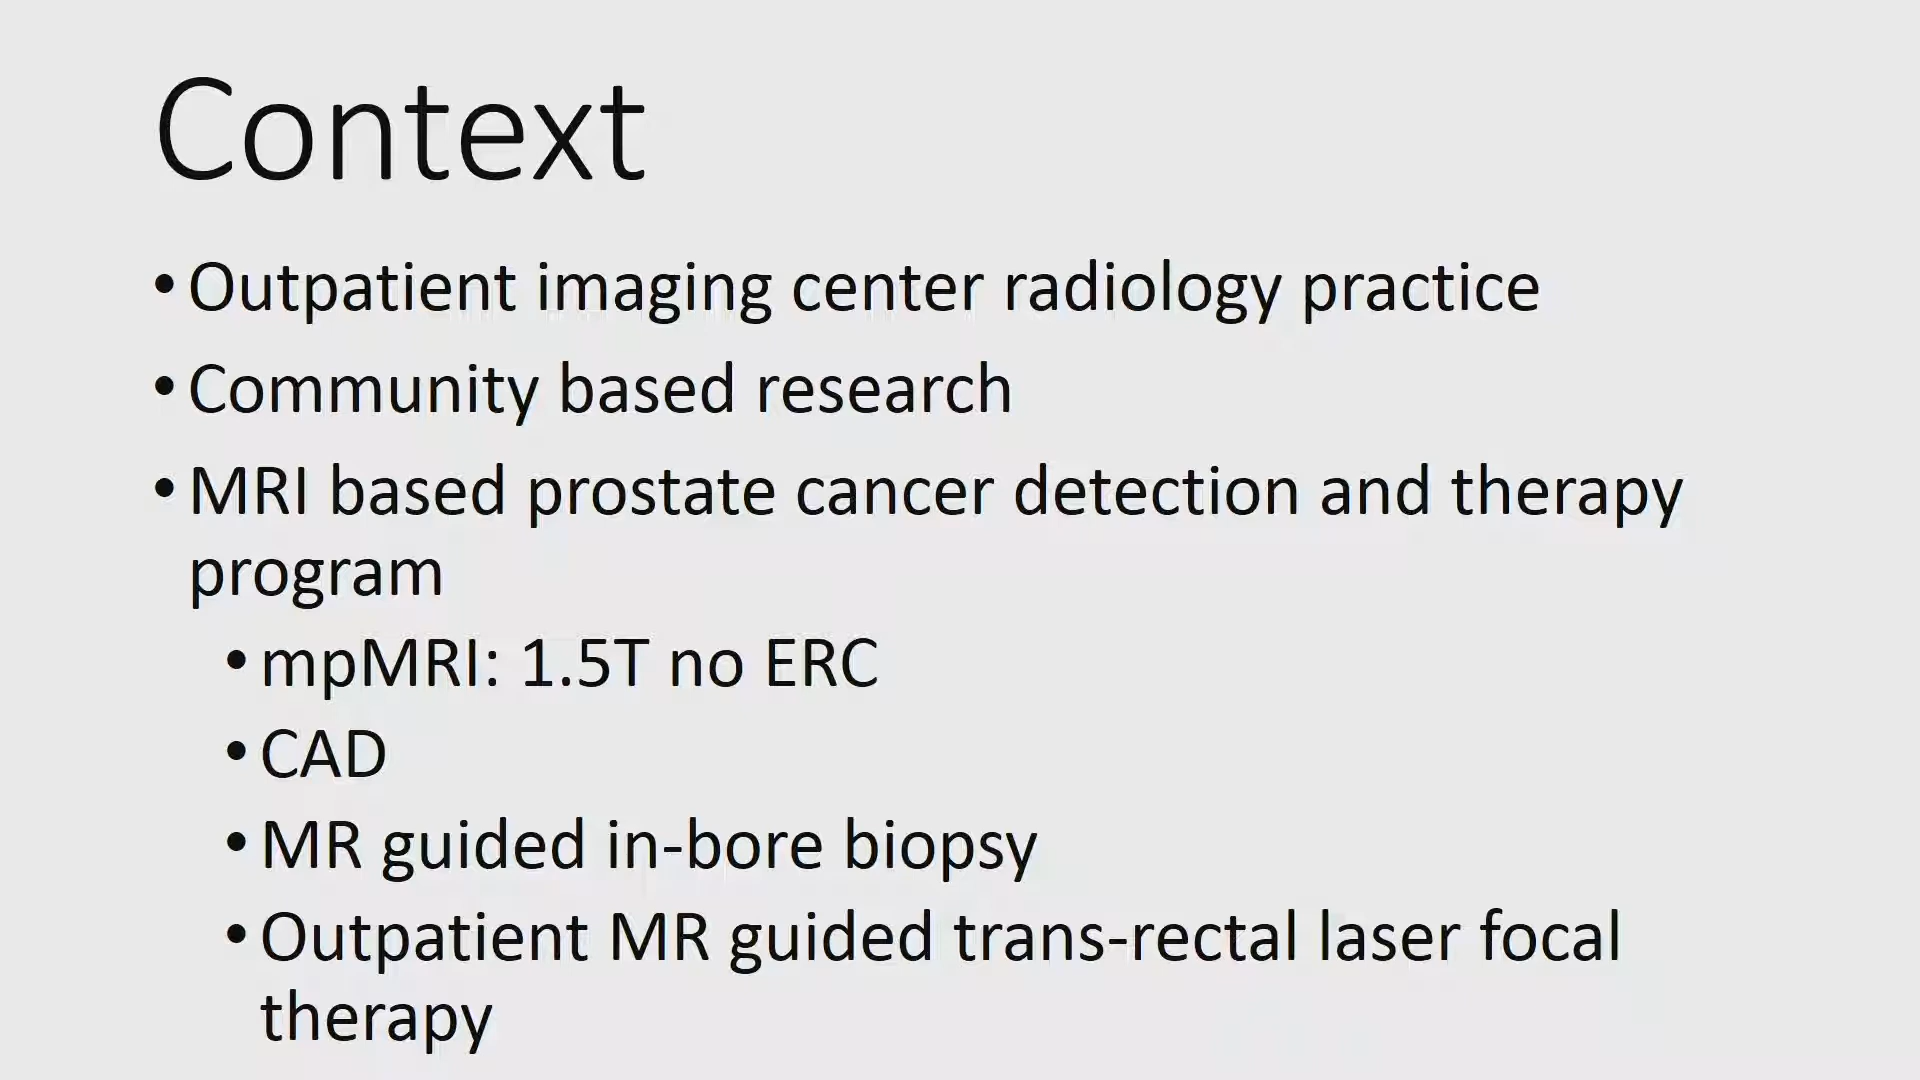 Context
• Outpatient imaging center radiology practice
• Community based research
• MRI based prostate cancer detection and therapy
program
• mpMRI: 1.5T no ERC
• CAD
• MR guided in-bore biopsy
• Outpatient MR guided trans-rectal laser focal
therapy